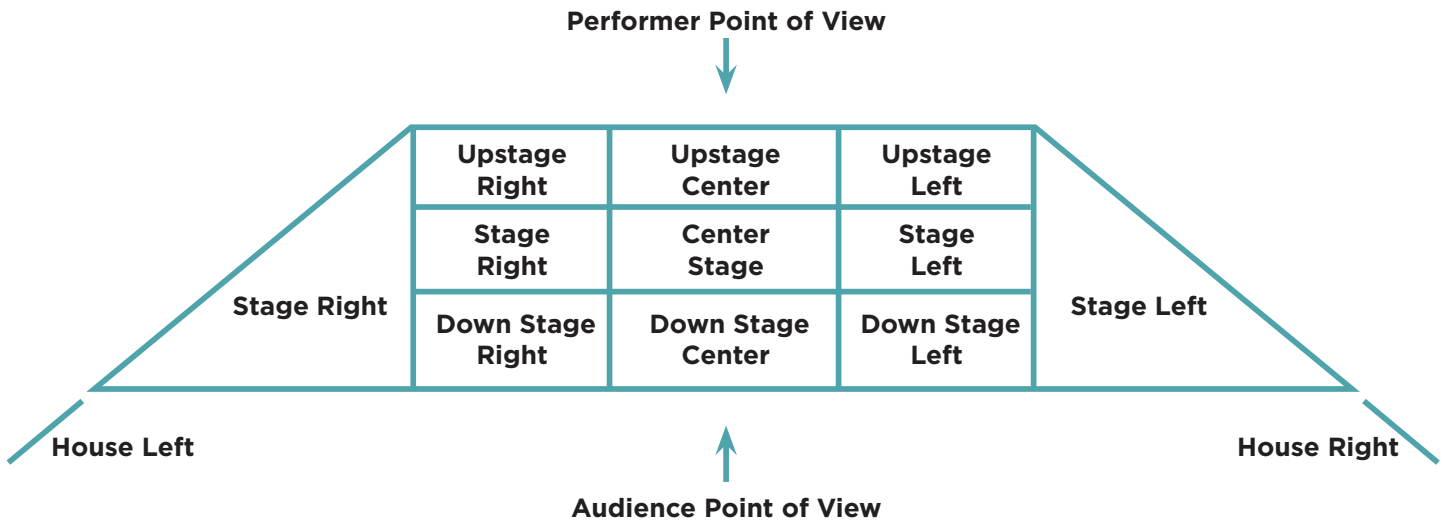 Performer Point of View
Upstage
Right
Upstage
Center
Upstage
Left
Stage
Right
Center
Stage
Stage
Left
Stage Right
Stage Left
Down Stage
Right
Down Stage
Center
Down Stage
Left
House Left
House Right
Audience Point of View